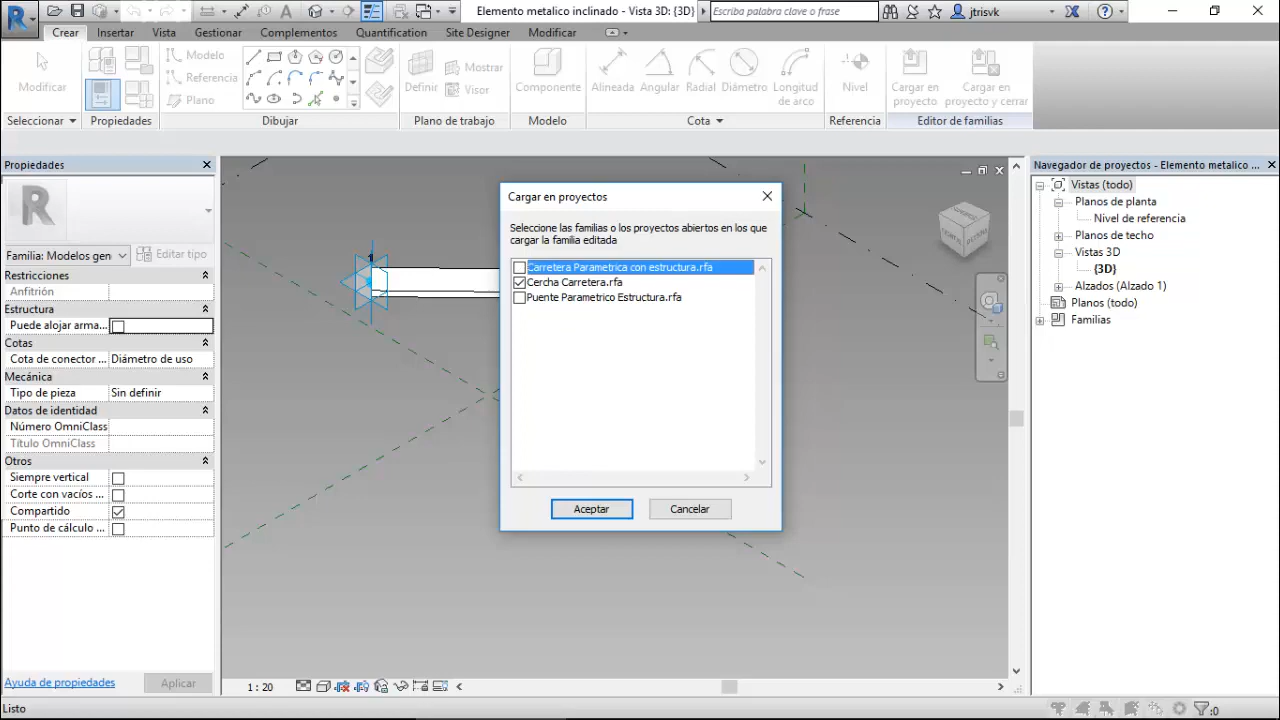 Elemento metalico inclinado - Vista 3D: {3D}
Escriba palabra clave o frase
jtrisvk
Crear Insertar Vista Gestionar Complementos Quantification Site Designer Modificar
Modelo
Referencia
Plano
Mostrar
Visor
Modificar
Definir
Componente
Alineada Angular Radial Diámetro Longitud de arco
Nivel
Cargar en proyecto
Cargar en proyecto y cerrar
Seleccionar Propiedades Dibujar Plano de trabajo Modelo Cota Referencia Editor de familias
Propiedades
R
Familia: Modelos gen
Editar tipo
Restricciones
Anfitrión
Estructura
Puede alojar arma...
Cotas
Cota de conector ... Diámetro de uso
Mecánica
Tipo de pieza Sin definir
Datos de identidad
Número OmniClass
Título OmniClass
Otros
Siempre vertical
Corte con vacíos ...
Compartido
Punto de cálculo ...
Ayuda de propiedades
Aplicar
Listo
Cargar en proyectos
Seleccione las familias o los proyectos abiertos en los que
cargar la familia editada
Carretera Parametrica con estructura.rfa
Cercha Carretera.rfa
Puente Parametrico Estructura.rfa
Aceptar
Cancelar
1 : 20
Navegador de proyectos - Elemento metalico ...
Vistas (todo)
Planos de planta
Nivel de referencia
Planos de techo
Vistas 3D
{3D}
Alzados (Alzado 1)
Planos (todo)
Familias
:0